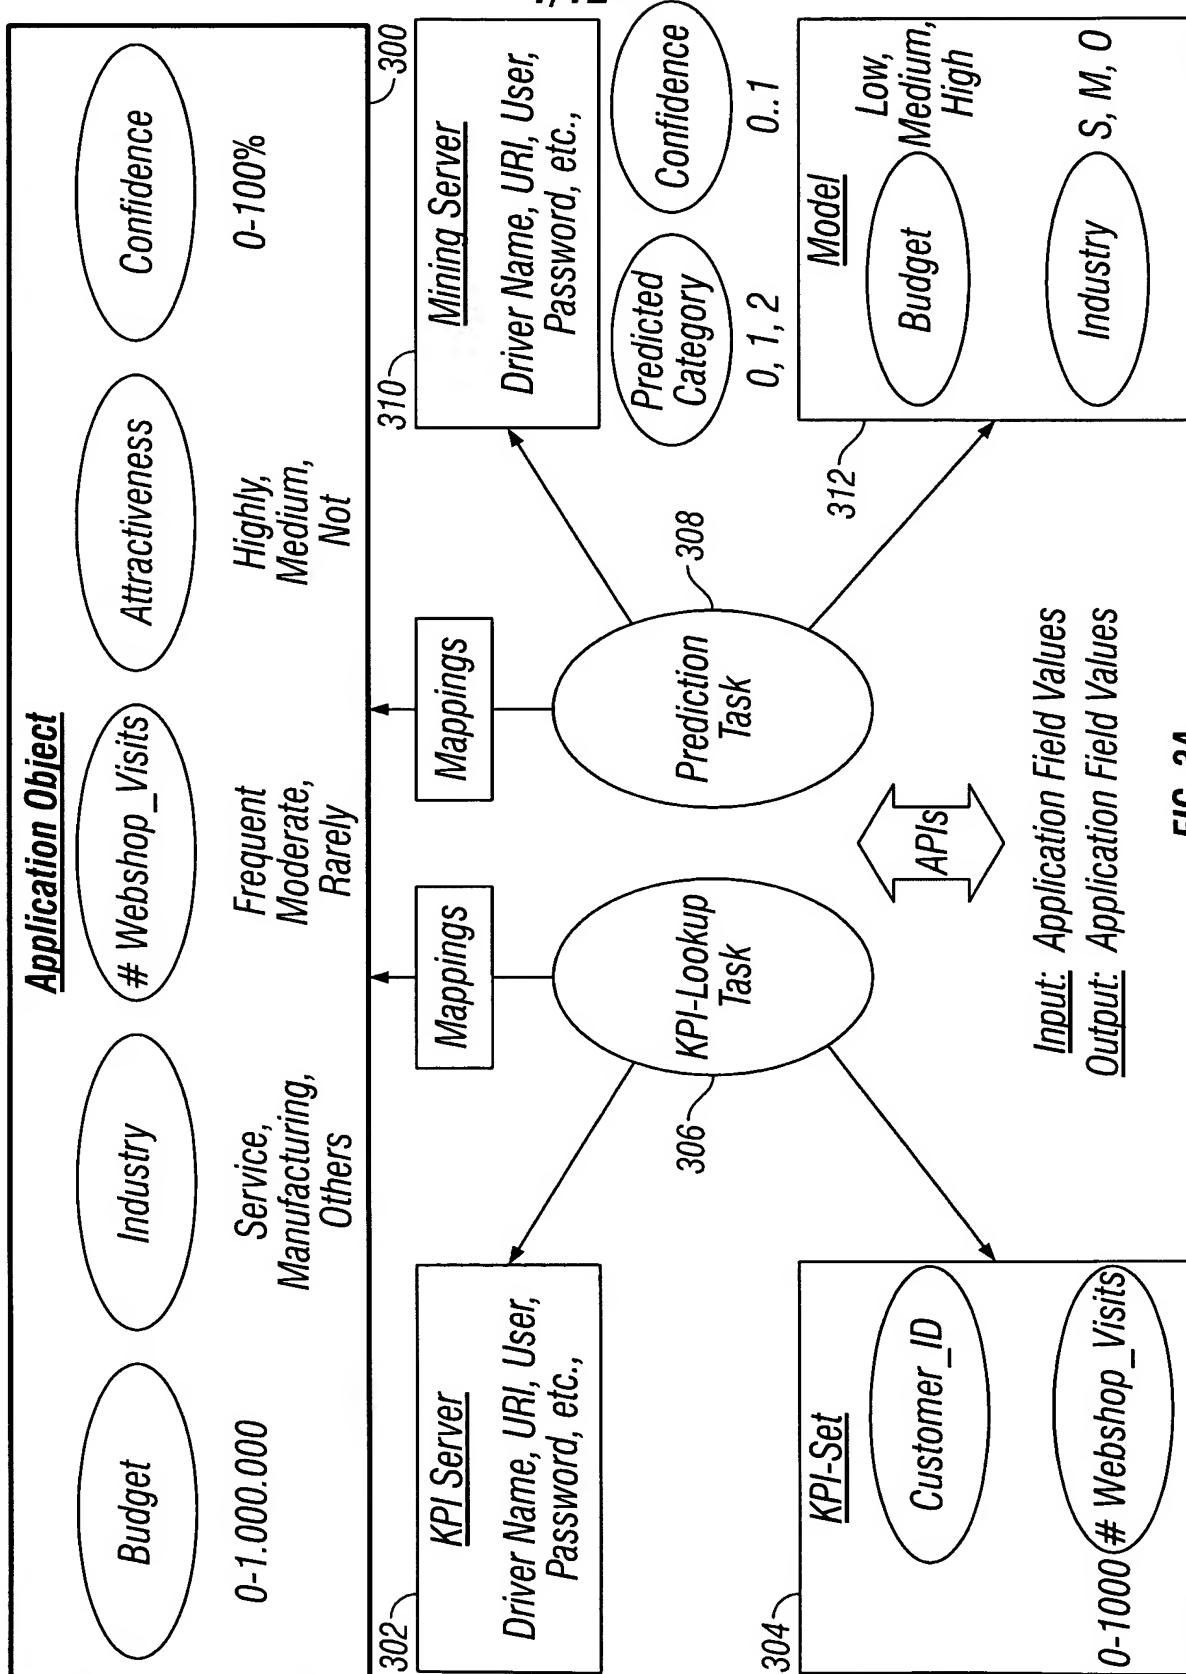 Application Object
Budget
0-1.000.000
Industry
Service,
Manufacturing,
Others
# Webshop_Visits
Frequent
Moderate,
Rarely
Attractiveness
Highly,
Medium,
Not
Confidence
0-100%
300
302
KPI Server
Driver Name, URI, User,
Password, etc.,
Mappings
Mappings
310
Mining Server
Driver Name, URI, User,
Password, etc.,
KPI-Lookup
Task
306
Prediction
Task
308
Predicted
Category
0, 1, 2
Confidence
0..1
304
KPI-Set
Customer_ID
0-1000
# Webshop_Visits
APIs
Input: Application Field Values
Output: Application Field Values
312
Model
Budget
Low,
Medium,
High
Industry
S, M, O